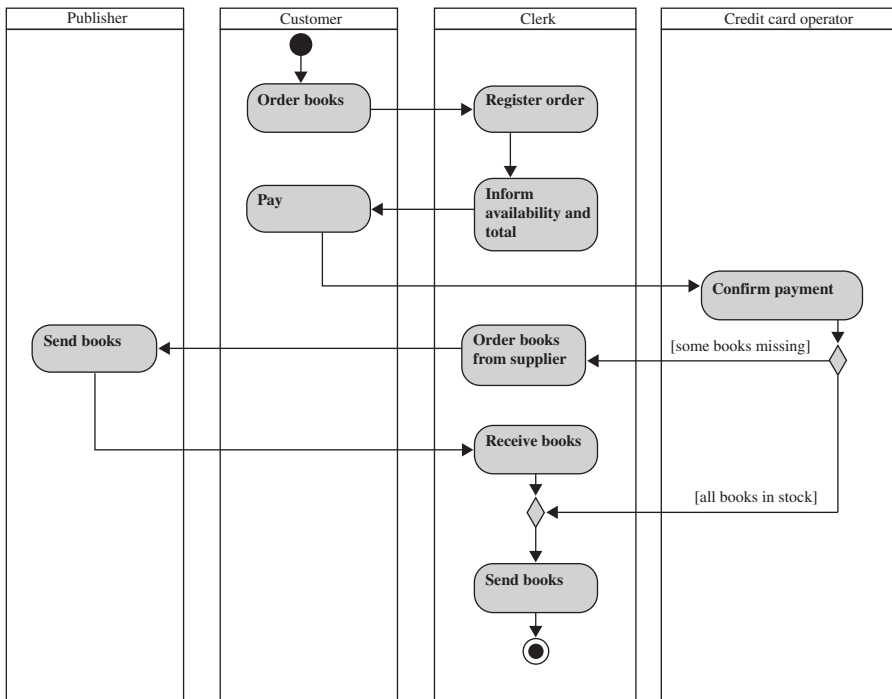 Publisher
Customer
Clerk
Credit card operator
Order books
Register order
Pay
Inform
availability and
total
Confirm payment
Send books
Order books
from supplier
[some books missing]
Receive books
[all books in stock]
Send books